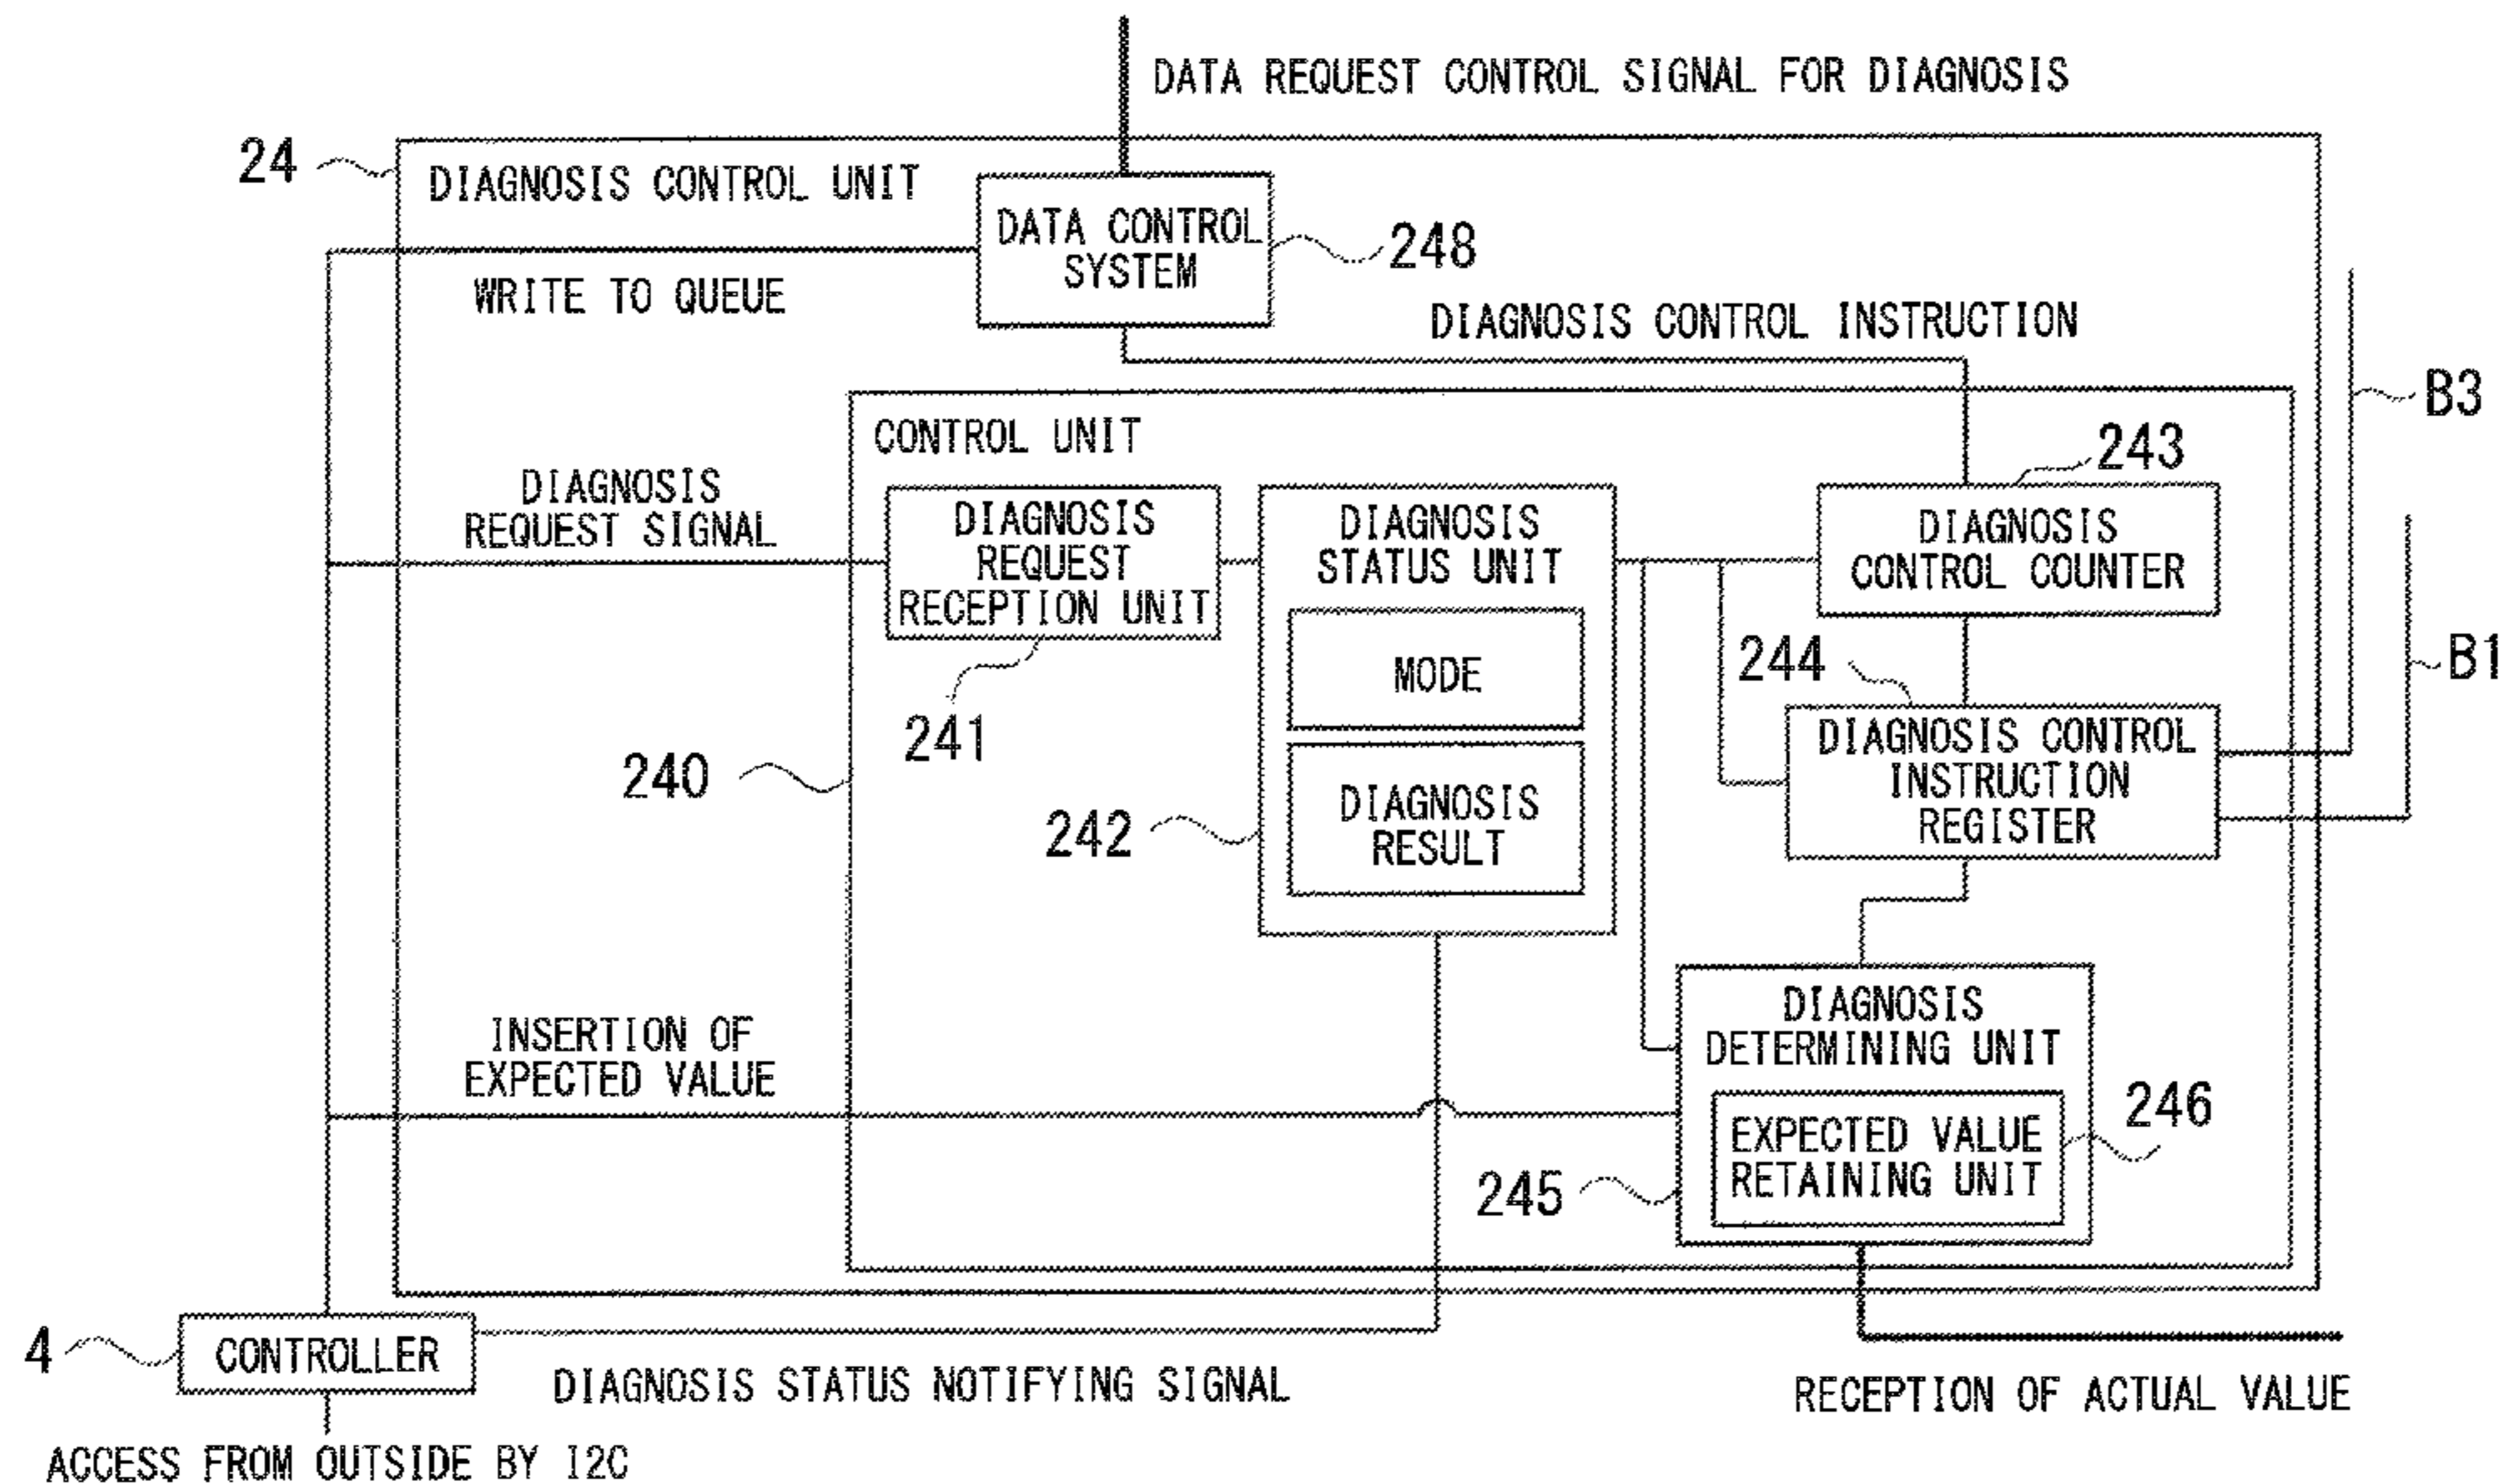 DATA REQUEST CONTROL SIGNAL FOR DIAGNOSIS
24
DIAGNOSIS CONTROL UNIT
DATA CONTROL
SYSTEM
248
WRITE TO QUEUE
DIAGNOSIS CONTROL INSTRUCTION
B3
CONTROL UNIT
243
DIAGNOSIS
REQUEST SIGNAL
DIAGNOSIS
REQUEST
RECEPTION UNIT
241
DIAGNOSIS
STATUS UNIT
MODE
DIAGNOSIS
RESULT
242
DIAGNOSIS
CONTROL COUNTER
244
B1
DIAGNOSIS CONTROL
INSTRUCTION
REGISTER
240
INSERTION OF
EXPECTED VALUE
DIAGNOSIS
DETERMINING UNIT
EXPECTED VALUE
RETAINING UNIT
246
245
4
CONTROLLER
DIAGNOSIS STATUS NOTIFYING SIGNAL
RECEPTION OF ACTUAL VALUE
ACCESS FROM OUTSIDE BY I2C